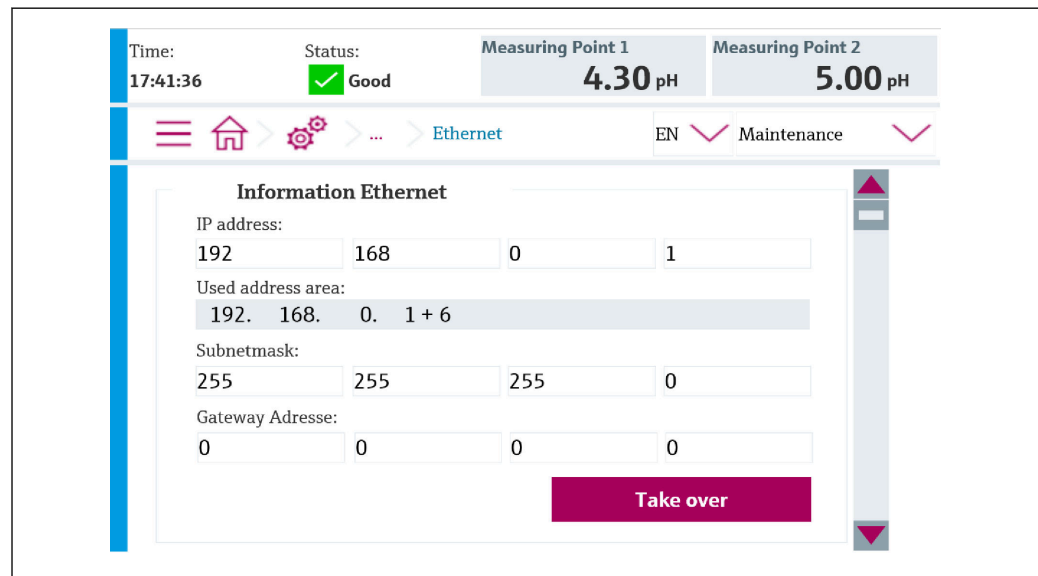 Time: Status: Measuring Point 1 Measuring Point 2
17:41:36 Good 4.30 pH 5.00 pH
... Ethernet EN Maintenance
Information Ethernet
IP address:
192 168 0 1
Used address area:
192. 168. 0. 1 + 6
Subnetmask:
255 255 255 0
Gateway Adresse:
0 0 0 0
Take over